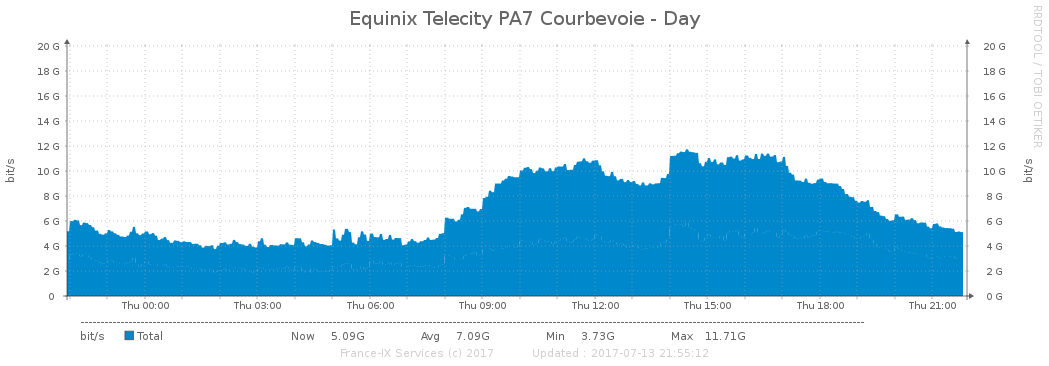 Equinix Telecity PA7 Courbevoie - Day
RRDTOOL / TOBI OETIKER
bit/s
20 G 20 G
18 G 18 G
16 G 16 G
14 G 14 G
12 G 12 G
10 G 10 G
8 G 8 G
6 G 6 G
4 G 4 G
2 G 2 G
0 0 G
bit/s
Thu 00:00 Thu 03:00 Thu 06:00 Thu 09:00 Thu 12:00 Thu 15:00 Thu 18:00 Thu 21:00
bit/s Total Now 5.09G Avg 7.09G Min 3.73G Max 11.71G
France-IX Services (c) 2017 Updated : 2017-07-13 21:55:12